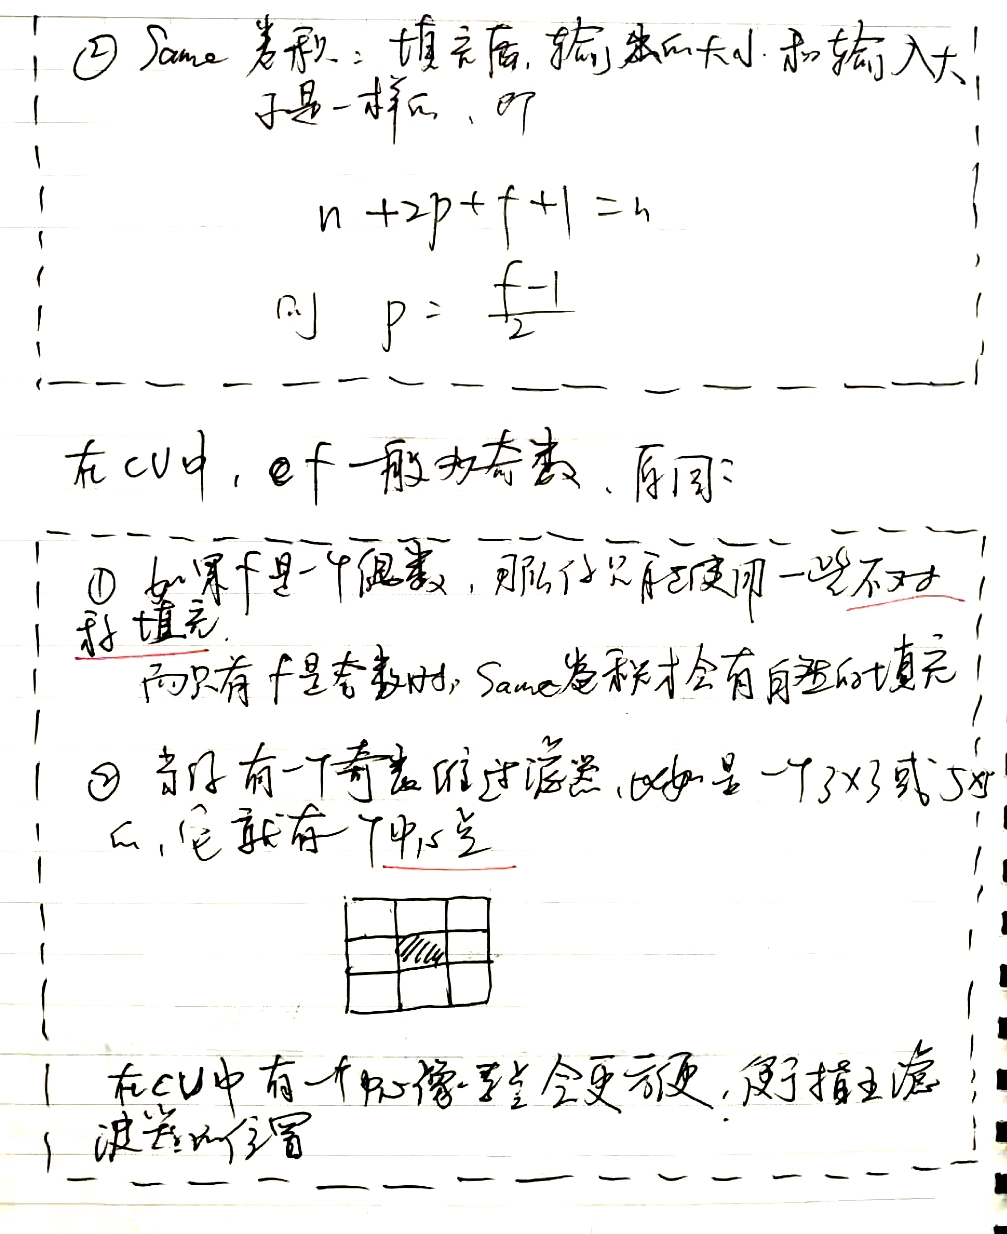 ② Same 卷积：填充后，输出的大小和输入大
小是一样的，即
n + 2p + f + 1 = n
则 p = \frac{f-1}{2}
在CV中，f 一般为奇数，原因：
① 如果f是一个偶数，那么你只能使用一些不对
称填充.
而只有f是奇数时，Same卷积才会有自然的填充
② 当你有一个奇数维过滤器，比如是一个3×3或5×5
的，它就有一个中心点
在CV中有一个中心像素点会更方便，便于指出滤
波器的位置